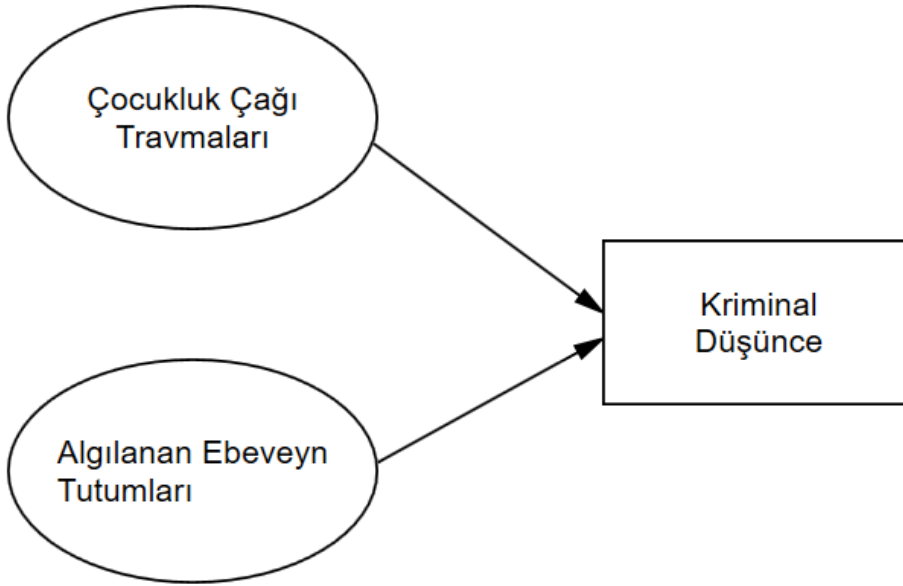 Çocukluk Çağı
Travmaları
Kriminal
Düşünce
Algılanan Ebeveyn
Tutumları